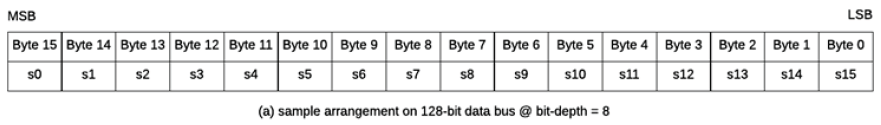 MSB LSB
Byte 15 Byte 14 Byte 13 Byte 12 Byte 11 Byte 10 Byte 9 Byte 8 Byte 7 Byte 6 Byte 5 Byte 4 Byte 3 Byte 2 Byte 1 Byte 0
s0 s1 s2 s3 s4 s5 s6 s7 s8 s9 s10 s11 s12 s13 s14 s15
(a) sample arrangement on 128-bit data bus @ bit-depth = 8